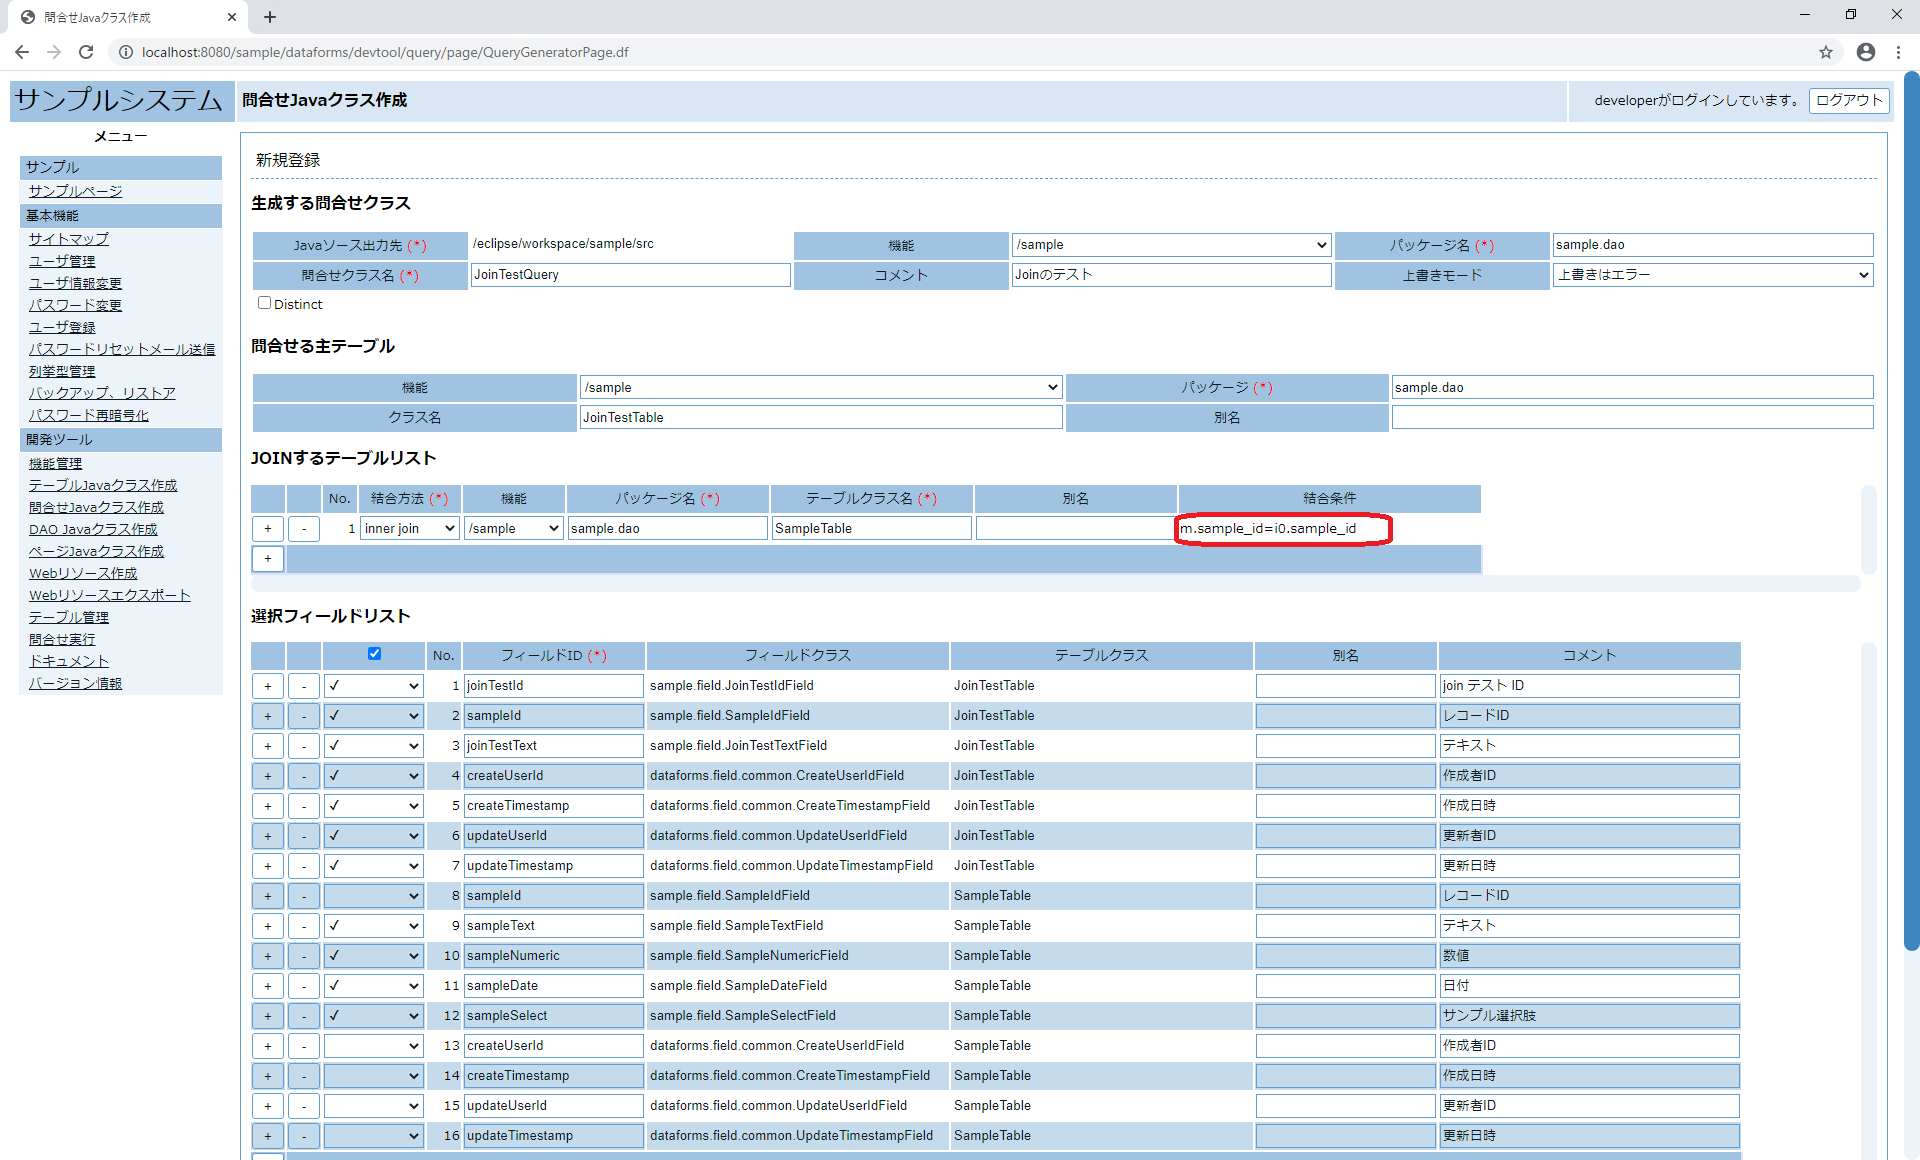 問合せJavaクラス作成
localhost:8080/sample/dataforms/devtool/query/page/QueryGeneratorPage.df
サンプルシステム
問合せJavaクラス作成
developerがログインしています。 ログアウト
メニュー
サンプル
サンプルページ
基本機能
サイトマップ
ユーザ管理
ユーザ情報変更
パスワード変更
ユーザ登録
パスワードリセットメール送信
列挙型管理
バックアップ、リストア
パスワード再暗号化
開発ツール
機能管理
テーブルJavaクラス作成
問合せJavaクラス作成
DAO Javaクラス作成
ページJavaクラス作成
Webリソース作成
Webリソースエクスポート
テーブル管理
問合せ実行
ドキュメント
バージョン情報
新規登録
生成する問合せクラス
Javaソース出力先 (*) /eclipse/workspace/sample/src 機能 /sample パッケージ名 (*) sample.dao
問合せクラス名 (*) JoinTestQuery コメント Joinのテスト 上書きモード 上書きはエラー
Distinct
問合せる主テーブル
機能 /sample パッケージ (*) sample.dao
クラス名 JoinTestTable 別名
JOINするテーブルリスト
No. 結合方法 (*) 機能 パッケージ名 (*) テーブルクラス名 (*) 別名 結合条件
+ - 1 inner join /sample sample.dao SampleTable m.sample_id=i0.sample_id
+
選択フィールドリスト
No. フィールドID (*) フィールドクラス テーブルクラス 別名 コメント
+ - ✓ 1 joinTestId sample.field.JoinTestIdField JoinTestTable join テスト ID
+ - ✓ 2 sampleId sample.field.SampleIdField JoinTestTable レコードID
+ - ✓ 3 joinTestText sample.field.JoinTestTextField JoinTestTable テキスト
+ - ✓ 4 createUserId dataforms.field.common.CreateUserIdField JoinTestTable 作成者ID
+ - ✓ 5 createTimestamp dataforms.field.common.CreateTimestampField JoinTestTable 作成日時
+ - ✓ 6 updateUserId dataforms.field.common.UpdateUserIdField JoinTestTable 更新者ID
+ - ✓ 7 updateTimestamp dataforms.field.common.UpdateTimestampField JoinTestTable 更新日時
+ - 8 sampleId sample.field.SampleIdField SampleTable レコードID
+ - ✓ 9 sampleText sample.field.SampleTextField SampleTable テキスト
+ - ✓ 10 sampleNumeric sample.field.SampleNumericField SampleTable 数値
+ - ✓ 11 sampleDate sample.field.SampleDateField SampleTable 日付
+ - ✓ 12 sampleSelect sample.field.SampleSelectField SampleTable サンプル選択肢
+ - 13 createUserId dataforms.field.common.CreateUserIdField SampleTable 作成者ID
+ - 14 createTimestamp dataforms.field.common.CreateTimestampField SampleTable 作成日時
+ - 15 updateUserId dataforms.field.common.UpdateUserIdField SampleTable 更新者ID
+ - 16 updateTimestamp dataforms.field.common.UpdateTimestampField SampleTable 更新日時